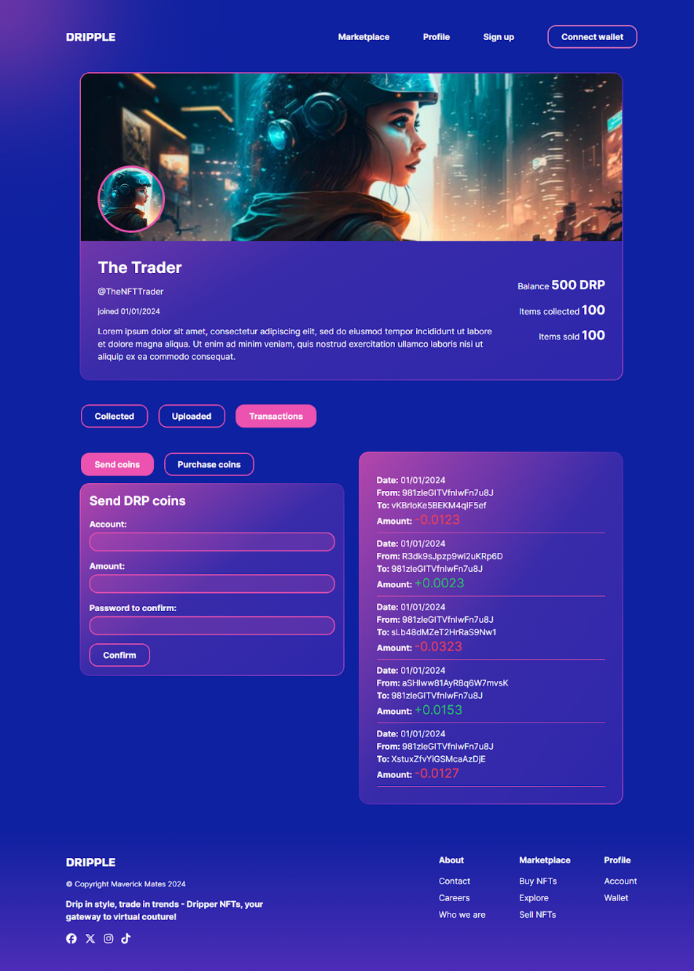 DRIPPLE
Marketplace Profile Sign up Connect wallet
The Trader
@TheNFTTrader
joined 01/01/2024
Lorem ipsum dolor sit amet, consectetur adipiscing elit, sed do eiusmod tempor incididunt ut labore
et dolore magna aliqua. Ut enim ad minim veniam, quis nostrud exercitation ullamco laboris nisi ut
aliquip ex ea commodo consequat.
Balance 500 DRP
Items collected 100
Items sold 100
Collected Uploaded Transactions
Send coins Purchase coins
Send DRP coins
Account:
Amount:
Password to confirm:
Confirm
Date: 01/01/2024
From: 981zleGITVfnIwFn7u8J
To: vKBrIoKe5BEKM4qIF5ef
Amount: -0.0123
Date: 01/01/2024
From: R3dk9sJpzp9wi2uKRp6D
To: 981zleGITVfnIwFn7u8J
Amount: +0.0023
Date: 01/01/2024
From: 981zleGITVfnIwFn7u8J
To: sLb48dMZeT2HrRaS9Nw1
Amount: -0.0323
Date: 01/01/2024
From: aSHIww81AyR8q6W7mvsK
To: 981zleGITVfnIwFn7u8J
Amount: +0.0153
Date: 01/01/2024
From: 981zleGITVfnIwFn7u8J
To: XstuxZfvYiGSMcaAzDjE
Amount: -0.0127
DRIPPLE
© Copyright Maverick Mates 2024
Drip in style, trade in trends - Dripper NFTs, your
gateway to virtual couture!
About
Contact
Careers
Who we are
Marketplace
Buy NFTs
Explore
Sell NFTs
Profile
Account
Wallet